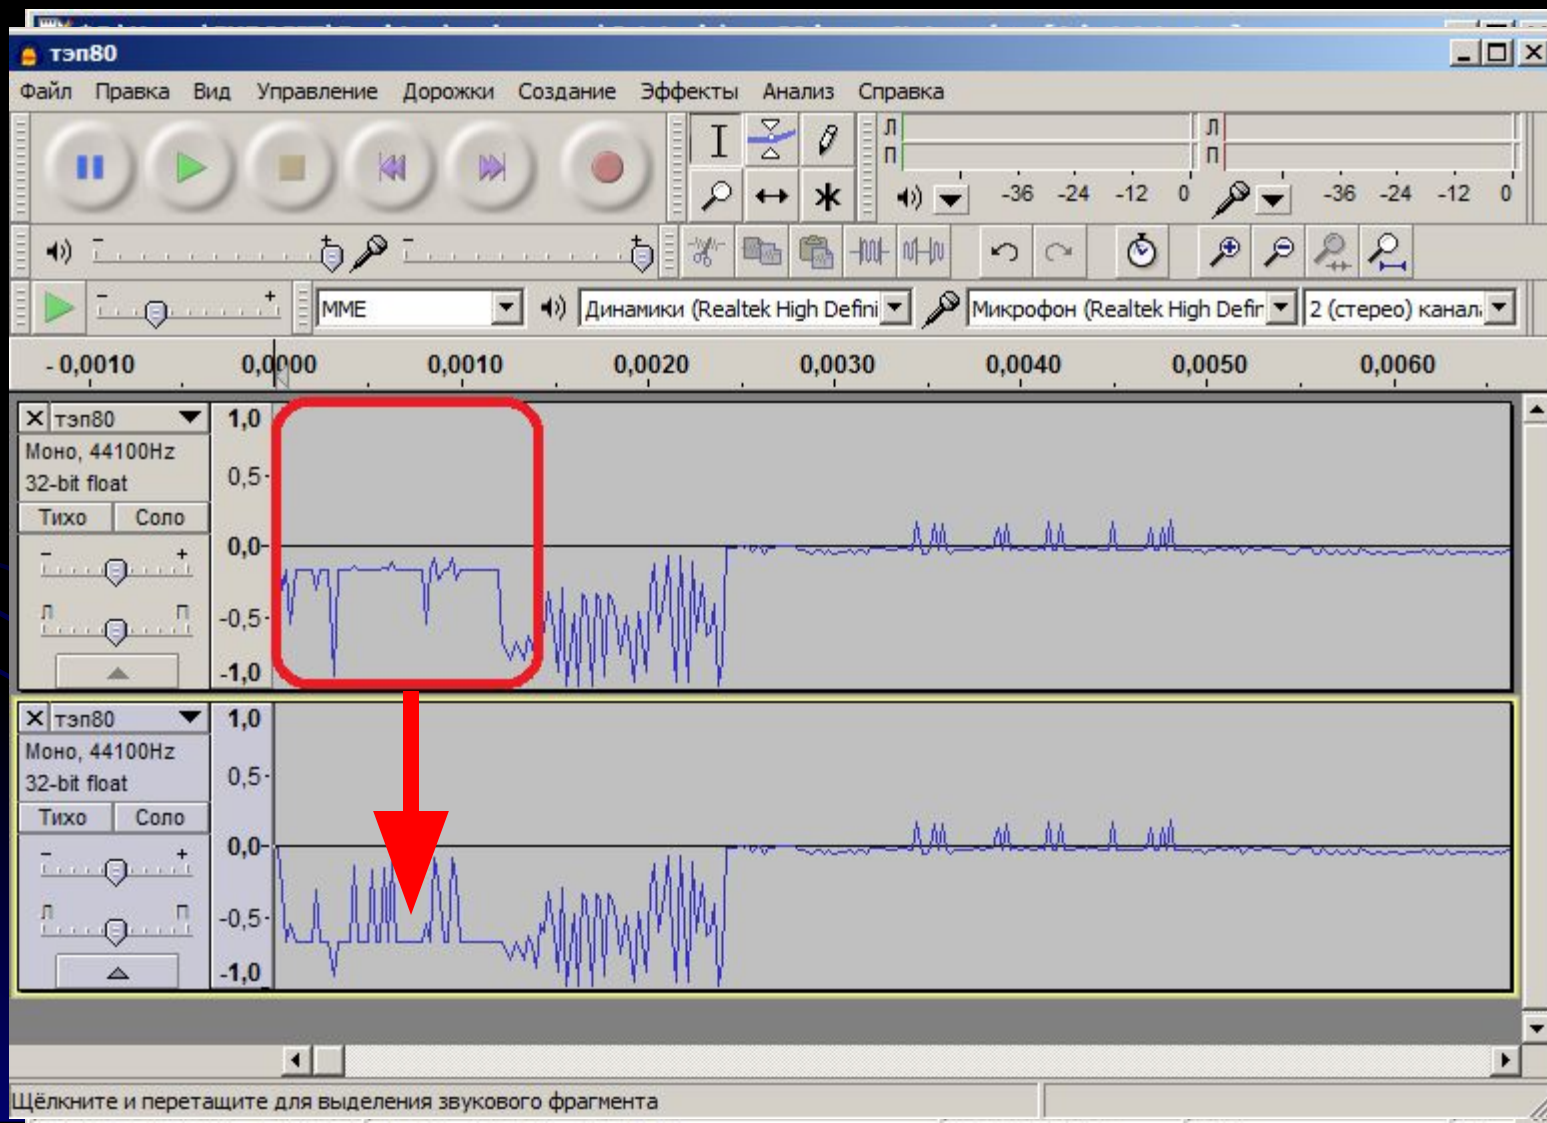 тэп80
Файл Правка Вид Управление Дорожки Создание Эффекты Анализ Справка
Л
П
-36 -24 -12 0
Л
П
-36 -24 -12 0
MME
Динамики (Realtek High Defini
Микрофон (Realtek High Defir
2 (стерео) канал
- 0,0010 0,0000 0,0010 0,0020 0,0030 0,0040 0,0050 0,0060
тэп80
Моно, 44100Hz
32-bit float
Тихо Соло
- +
Л П
1,0
0,5
0,0
-0,5
-1,0
тэп80
Моно, 44100Hz
32-bit float
Тихо Соло
- +
Л П
1,0
0,5
0,0
-0,5
-1,0
Щёлкните и перетащите для выделения звукового фрагмента